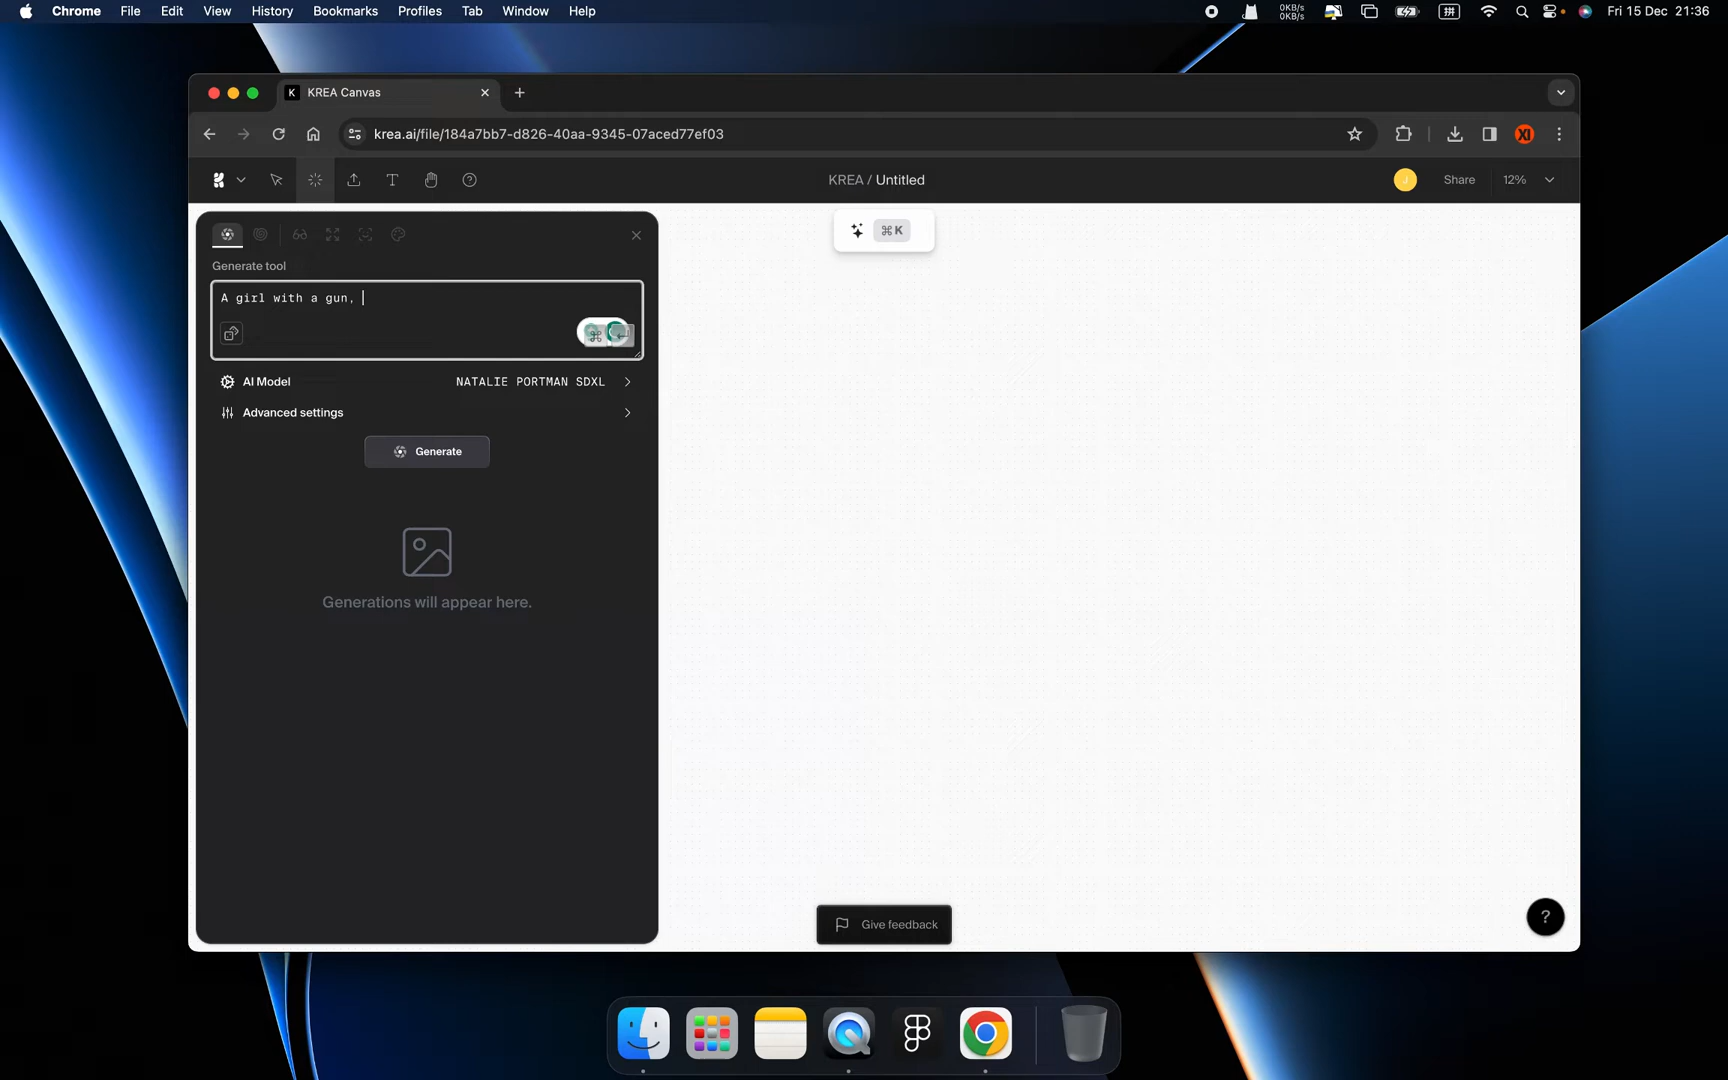 Chrome File Edit View History Bookmarks Profiles Tab Window Help
0KB/s
0KB/s
拼
Fri 15 Dec 21:36
K KREA Canvas
krea.ai/file/184a7bb7-d826-40aa-9345-07aced77ef03
XI
T
KREA / Untitled
J
Share
12%
⌘K
Generate tool
A girl with a gun,
AI Model NATALIE PORTMAN SDXL
Advanced settings
Generate
Generations will appear here.
Give feedback
?